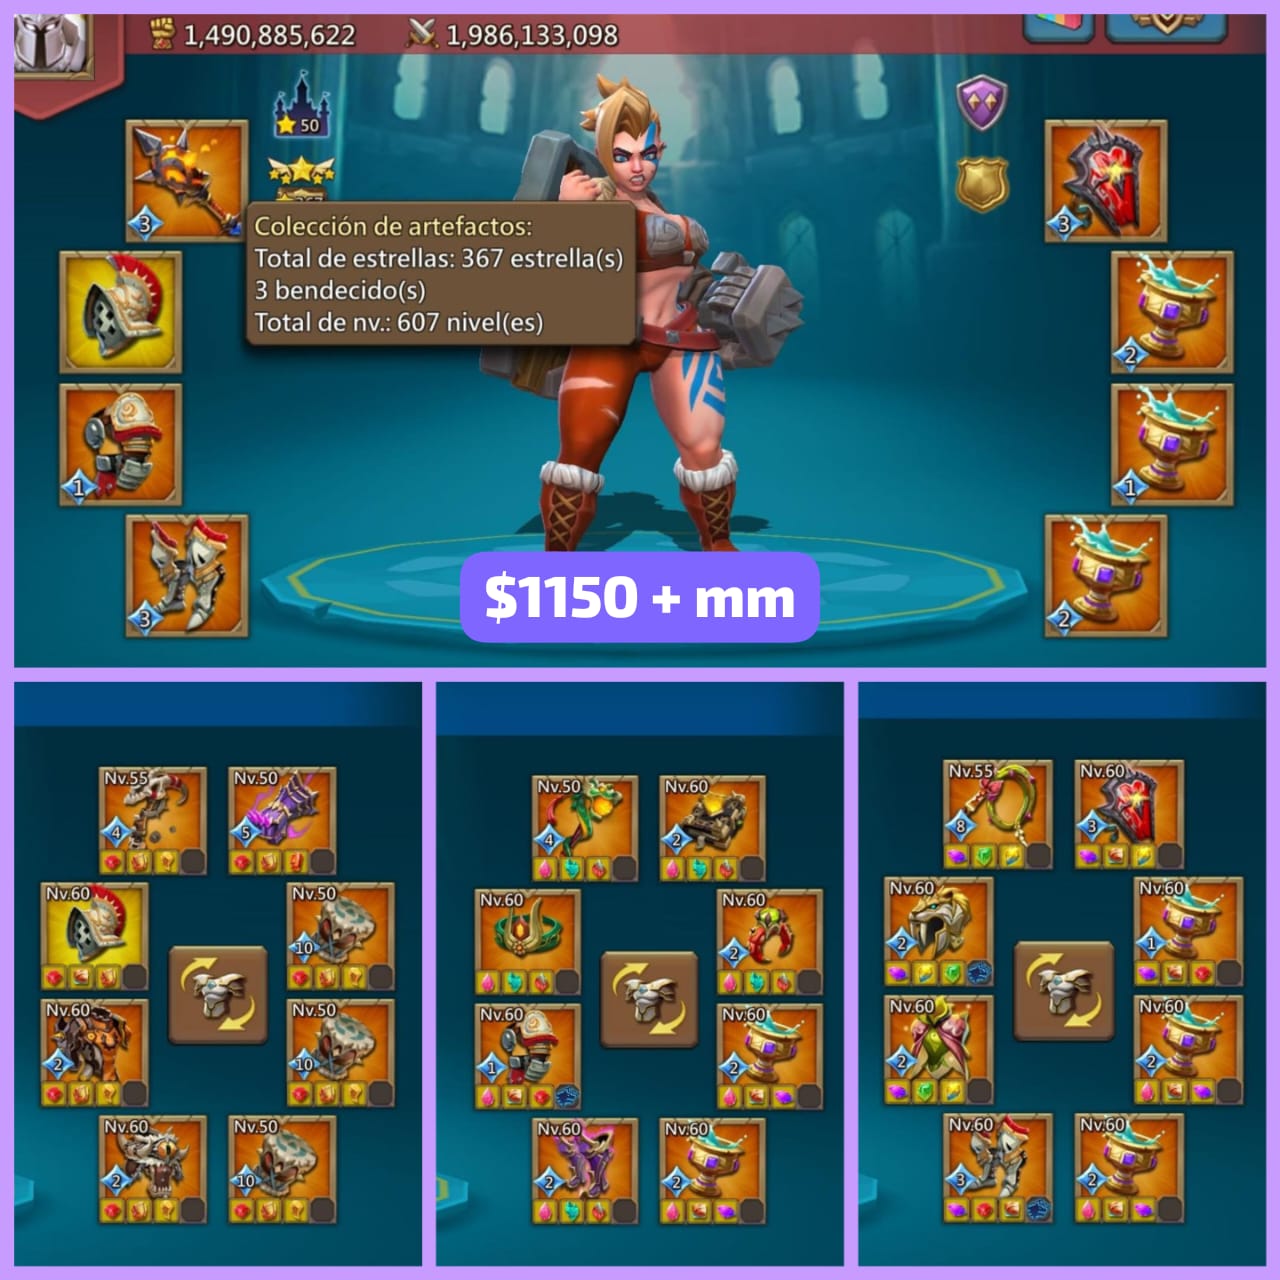 1,490,885,622 1,986,133,098
50
3 3
Colección de artefactos:
Total de estrellas: 367 estrella(s)
3 bendecido(s)
Total de nv.: 607 nivel(es)
2
1 1
3 2
$1150 + mm
Nv.55 Nv.50
4 5
Nv.60 Nv.50
10
Nv.60 Nv.50
2 10
Nv.60 Nv.50
2 10
Nv.50 Nv.60
4 2
Nv.60 Nv.60
2
Nv.60 Nv.60
1 2
Nv.60 Nv.60
2 2
Nv.55 Nv.60
8 3
Nv.60 Nv.60
2 1
Nv.60 Nv.60
2 2
Nv.60 Nv.60
3 2